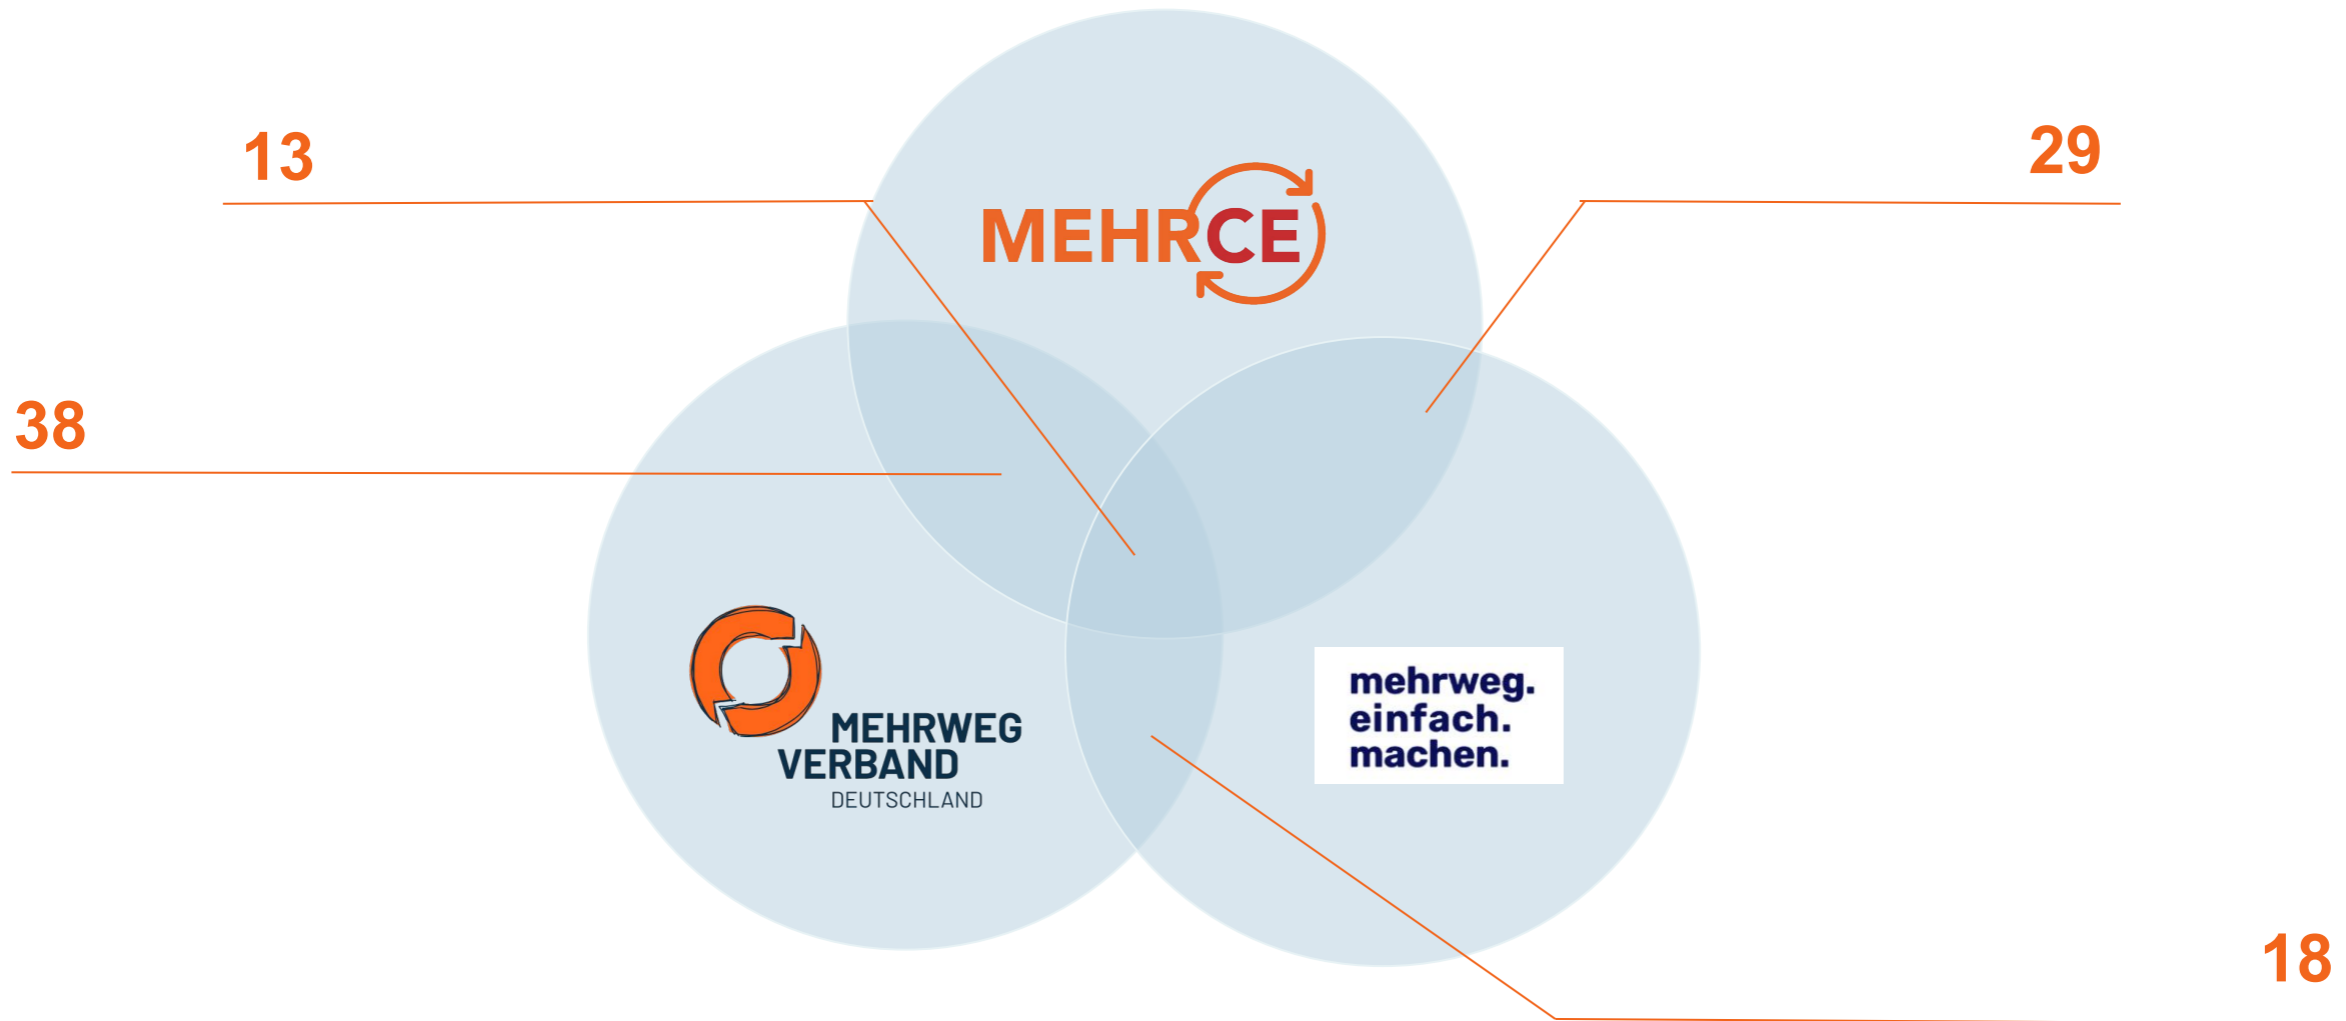 13
29
MEHRCE
38
MEHRWEG
VERBAND
DEUTSCHLAND
mehrweg.
einfach.
machen.
18